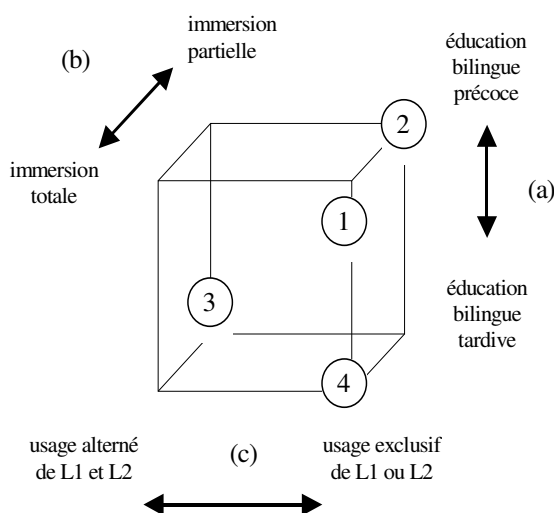 immersion
partielle
(b)
éducation
bilingue
précoce
2
immersion
totale
(a)
1
éducation
bilingue
tardive
3
4
usage alterné
de L1 et L2
(c)
usage exclusif
de L1 ou L2